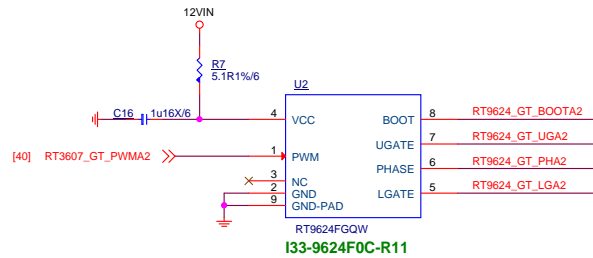 12VIN
R7
5.1R1%/6
U2
C16
1u16X/6
4
VCC
BOOT
8
RT9624_GT_BOOTA2
UGATE
7
RT9624_GT_UGA2
[40]
RT3607_GT_PWMA2
1
PWM
PHASE
6
RT9624_GT_PHA2
3
NC
2
GND
LGATE
5
RT9624_GT_LGA2
9
GND-PAD
RT9624FGQW
I33-9624F0C-R11